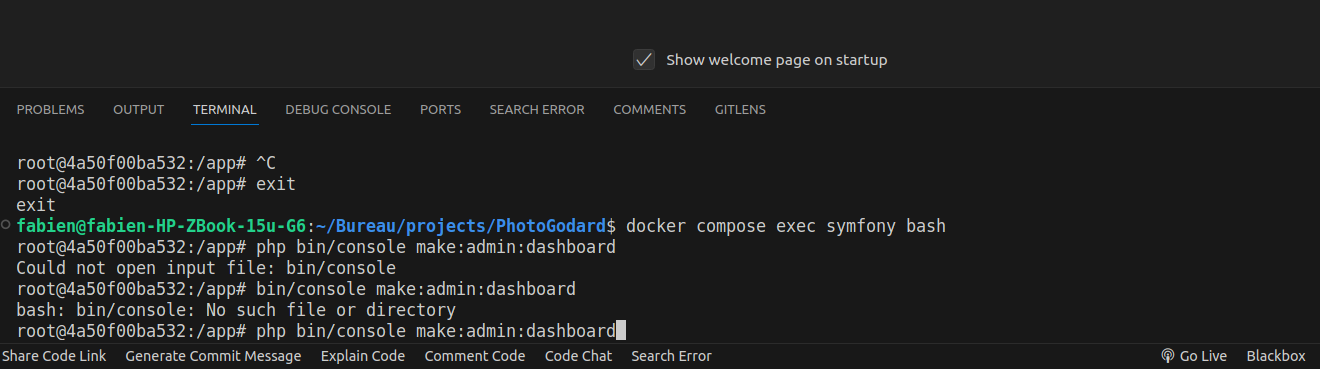 Show welcome page on startup
PROBLEMS OUTPUT TERMINAL DEBUG CONSOLE PORTS SEARCH ERROR COMMENTS GITLENS
root@4a50f00ba532:/app# ^C
root@4a50f00ba532:/app# exit
exit
fabien@fabien-HP-ZBook-15u-G6:~/Bureau/projects/PhotoGodard$ docker compose exec symfony bash
root@4a50f00ba532:/app# php bin/console make:admin:dashboard
Could not open input file: bin/console
root@4a50f00ba532:/app# bin/console make:admin:dashboard
bash: bin/console: No such file or directory
root@4a50f00ba532:/app# php bin/console make:admin:dashboard
Share Code Link Generate Commit Message Explain Code Comment Code Code Chat Search Error Go Live Blackbox